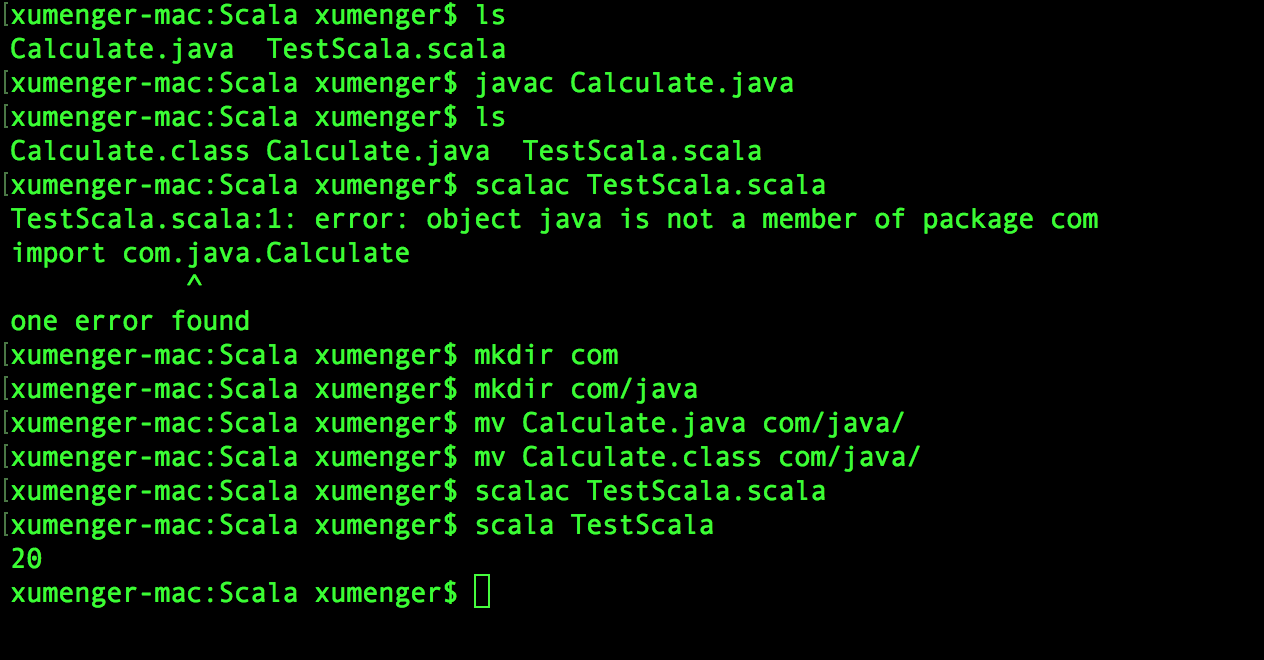 [xumenger-mac:Scala xumenger$ ls
Calculate.java  TestScala.scala
[xumenger-mac:Scala xumenger$ javac Calculate.java
[xumenger-mac:Scala xumenger$ ls
Calculate.class Calculate.java  TestScala.scala
[xumenger-mac:Scala xumenger$ scalac TestScala.scala
TestScala.scala:1: error: object java is not a member of package com
import com.java.Calculate
           ^
one error found
[xumenger-mac:Scala xumenger$ mkdir com
[xumenger-mac:Scala xumenger$ mkdir com/java
[xumenger-mac:Scala xumenger$ mv Calculate.java com/java/
[xumenger-mac:Scala xumenger$ mv Calculate.class com/java/
[xumenger-mac:Scala xumenger$ scalac TestScala.scala
[xumenger-mac:Scala xumenger$ scala TestScala
20
xumenger-mac:Scala xumenger$